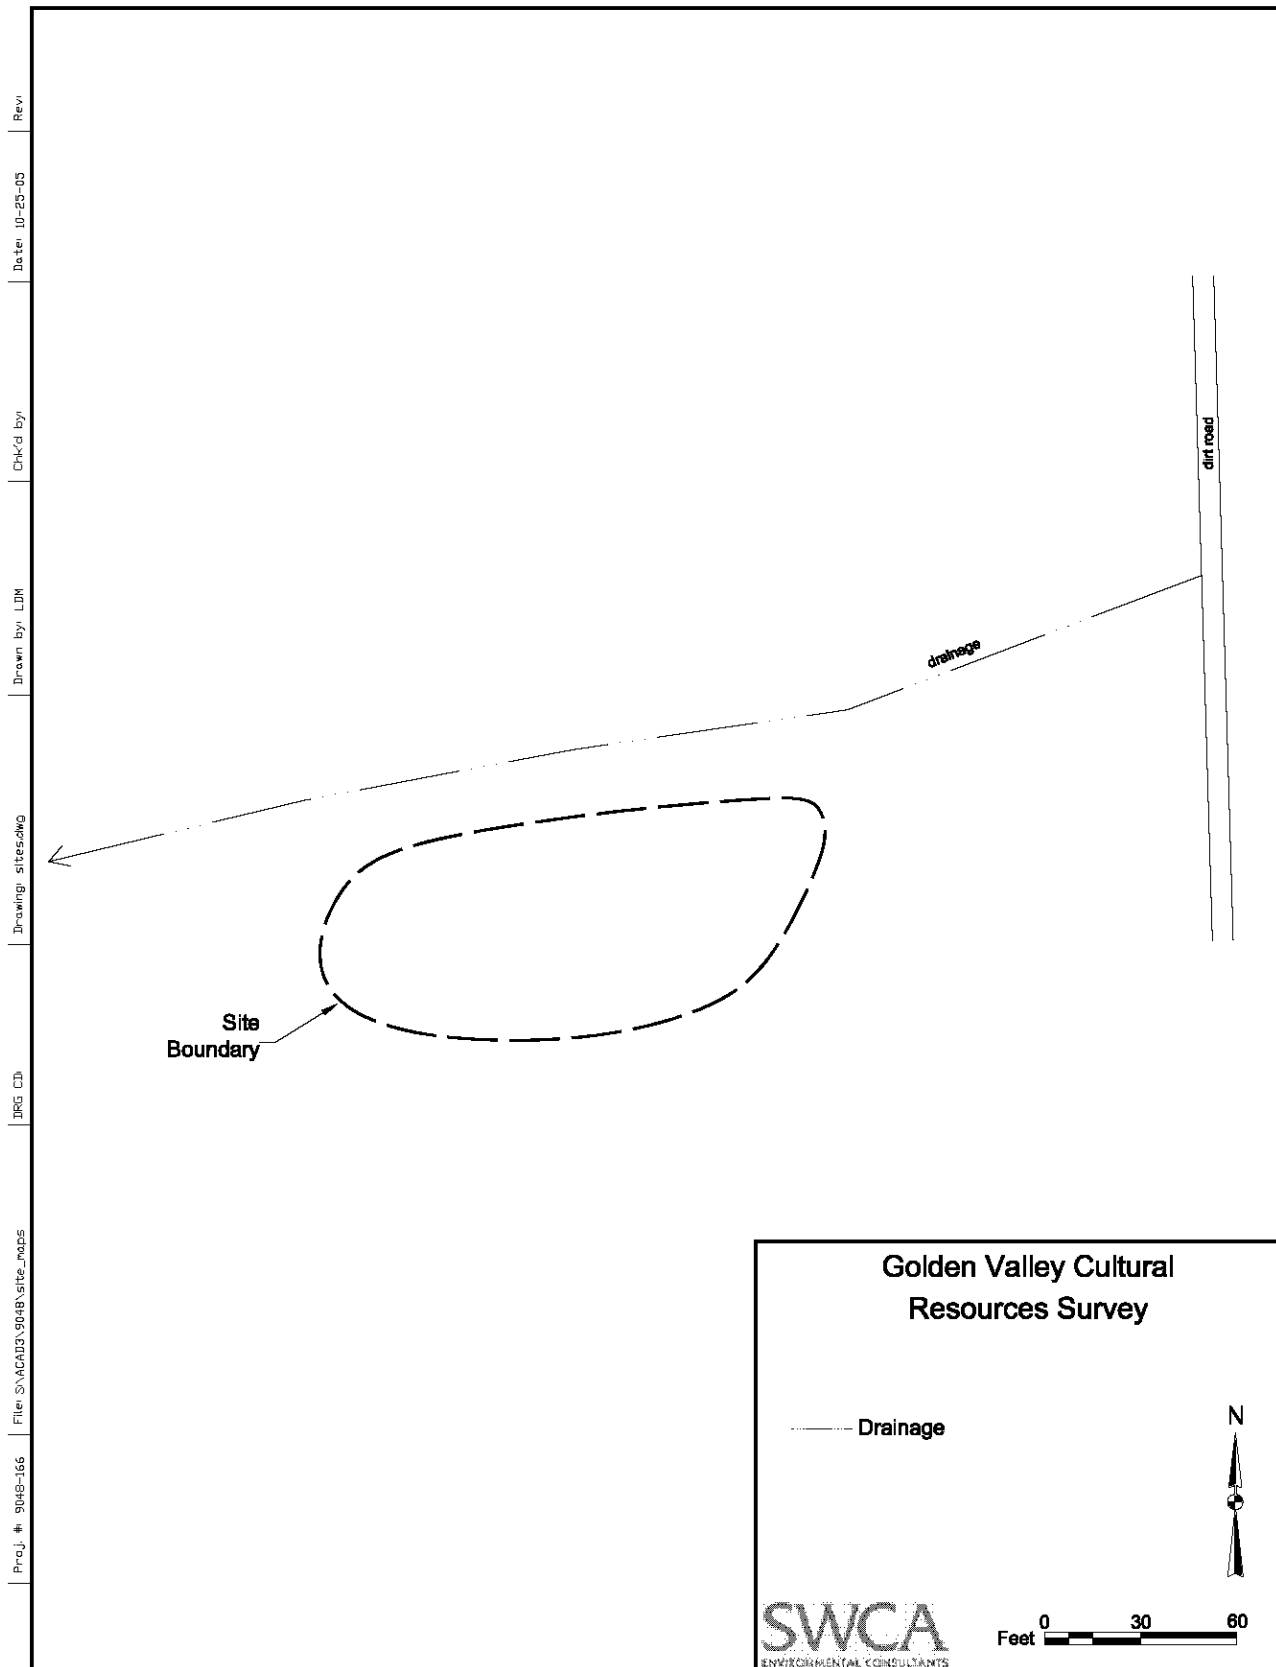 Rev:
Date: 10-25-05
Chk'd by:
Drawn by: LDM
Drawing: sites.dwg
DRG CD:
File: S:\ACAD3\9048\site_maps
Proj. #: 9048-166
dirt road
drainage
Site
Boundary
Golden Valley Cultural
Resources Survey
Drainage
N
SWCA
ENVIRONMENTAL CONSULTANTS
Feet 0 30 60